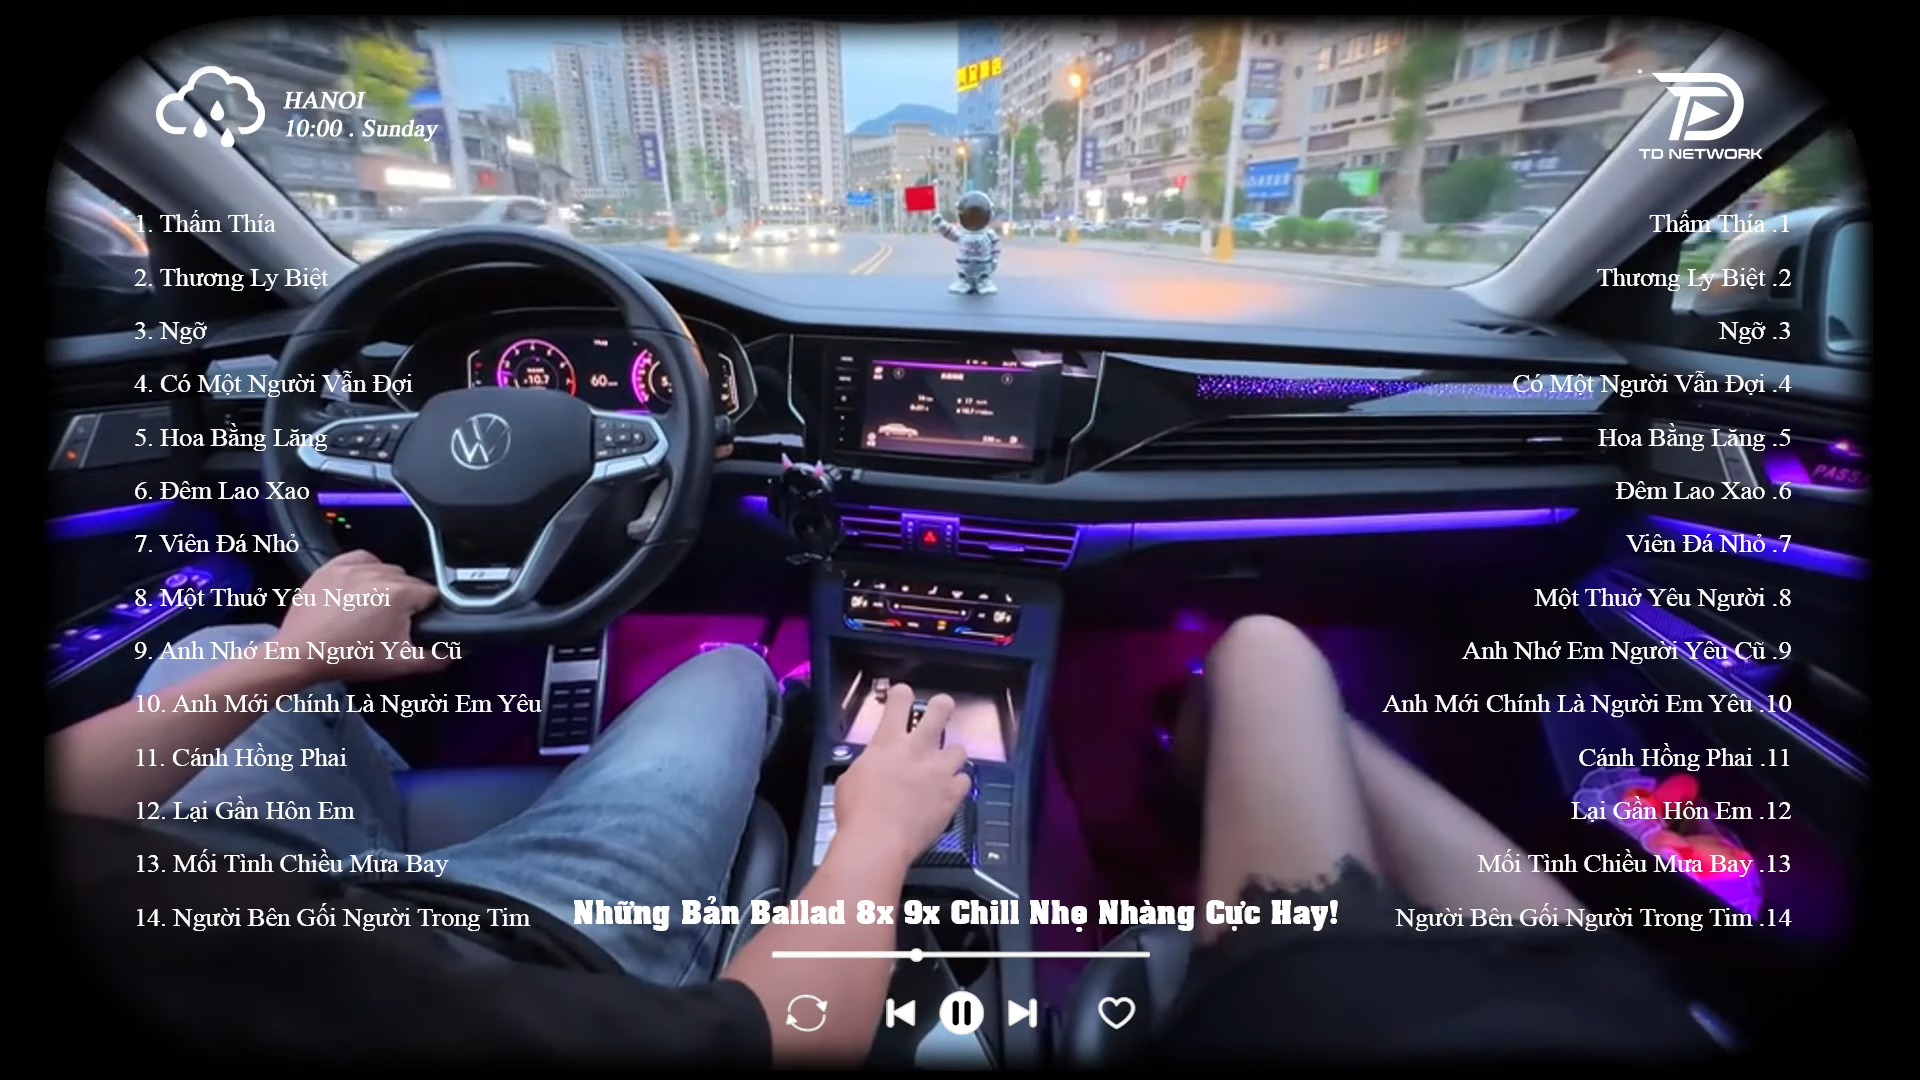 HANOI
10:00 . Sunday
TD NETWORK
1. Thấm Thía
2. Thương Ly Biệt
3. Ngỡ
4. Có Một Người Vẫn Đợi
5. Hoa Bằng Lăng
6. Đêm Lao Xao
7. Viên Đá Nhỏ
8. Một Thuở Yêu Người
9. Anh Nhớ Em Người Yêu Cũ
10. Anh Mới Chính Là Người Em Yêu
11. Cánh Hồng Phai
12. Lại Gần Hôn Em
13. Mối Tình Chiều Mưa Bay
14. Người Bên Gối Người Trong Tim
Thấm Thía .1
Thương Ly Biệt .2
Ngỡ .3
Có Một Người Vẫn Đợi .4
Hoa Bằng Lăng .5
Đêm Lao Xao .6
Viên Đá Nhỏ .7
Một Thuở Yêu Người .8
Anh Nhớ Em Người Yêu Cũ .9
Anh Mới Chính Là Người Em Yêu .10
Cánh Hồng Phai .11
Lại Gần Hôn Em .12
Mối Tình Chiều Mưa Bay .13
Người Bên Gối Người Trong Tim .14
60
Những Bản Ballad 8x 9x Chill Nhẹ Nhàng Cực Hay!